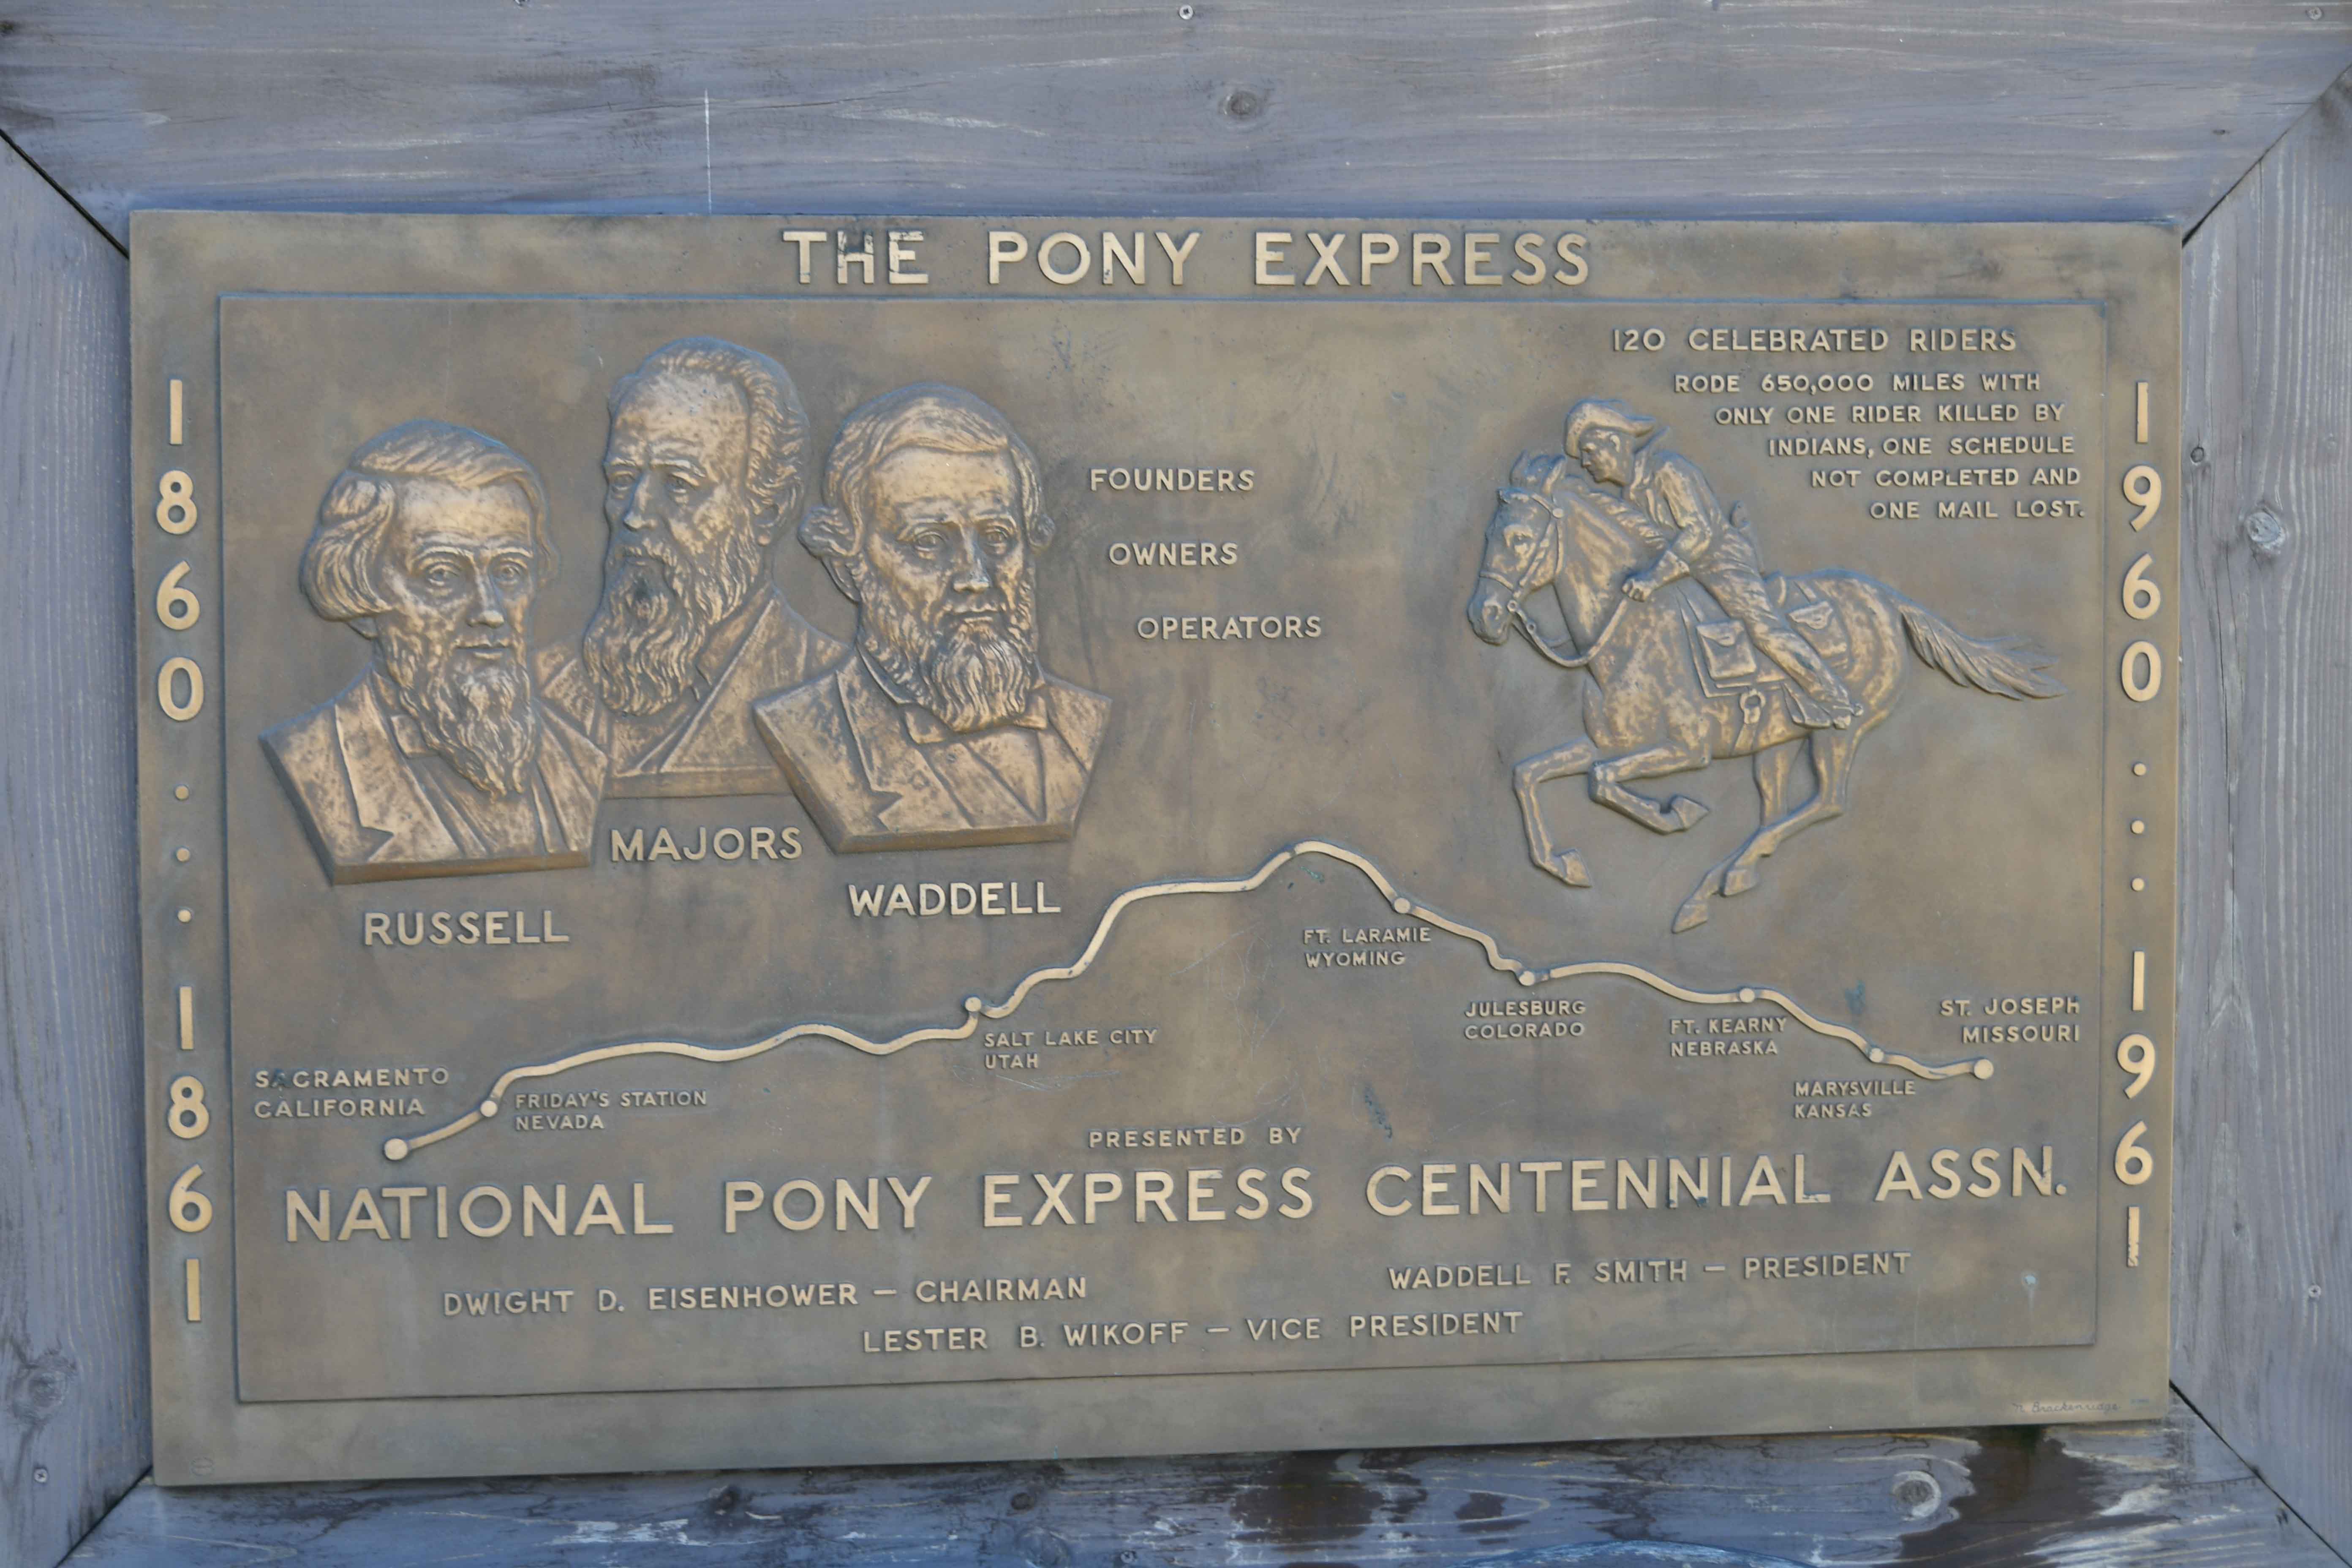 THE PONY EXPRESS
1860...1861
120 CELEBRATED RIDERS
RODE 650,000 MILES WITH
ONLY ONE RIDER KILLED BY
INDIANS, ONE SCHEDULE
NOT COMPLETED AND
ONE MAIL LOST.
1960...1961
FOUNDERS
OWNERS
OPERATORS
RUSSELL
MAJORS
WADDELL
SACRAMENTO
CALIFORNIA
FRIDAY'S STATION
NEVADA
SALT LAKE CITY
UTAH
FT. LARAMIE
WYOMING
JULESBURG
COLORADO
FT. KEARNY
NEBRASKA
MARYSVILLE
KANSAS
ST. JOSEPH
MISSOURI
PRESENTED BY
NATIONAL PONY EXPRESS CENTENNIAL ASSN.
DWIGHT D. EISENHOWER – CHAIRMAN
WADDELL F. SMITH – PRESIDENT
LESTER B. WIKOFF – VICE PRESIDENT
Brackenridge